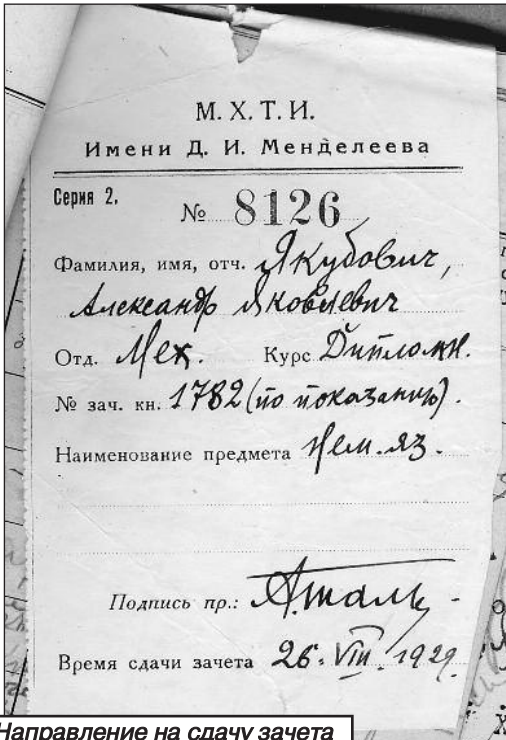 М. Х. Т. И.
Имени Д. И. Менделеева
Серия 2.
№ 8126
Фамилия, имя, отч. Якубович,
Александр Яковлевич
Отд. Мех. Курс Дипломн.
№ зач. кн. 1782 (по показанию).
Наименование предмета Нем. яз.
Подпись пр.:
Время сдачи зачета 26. VIII. 1929.
Направление на сдачу зачета